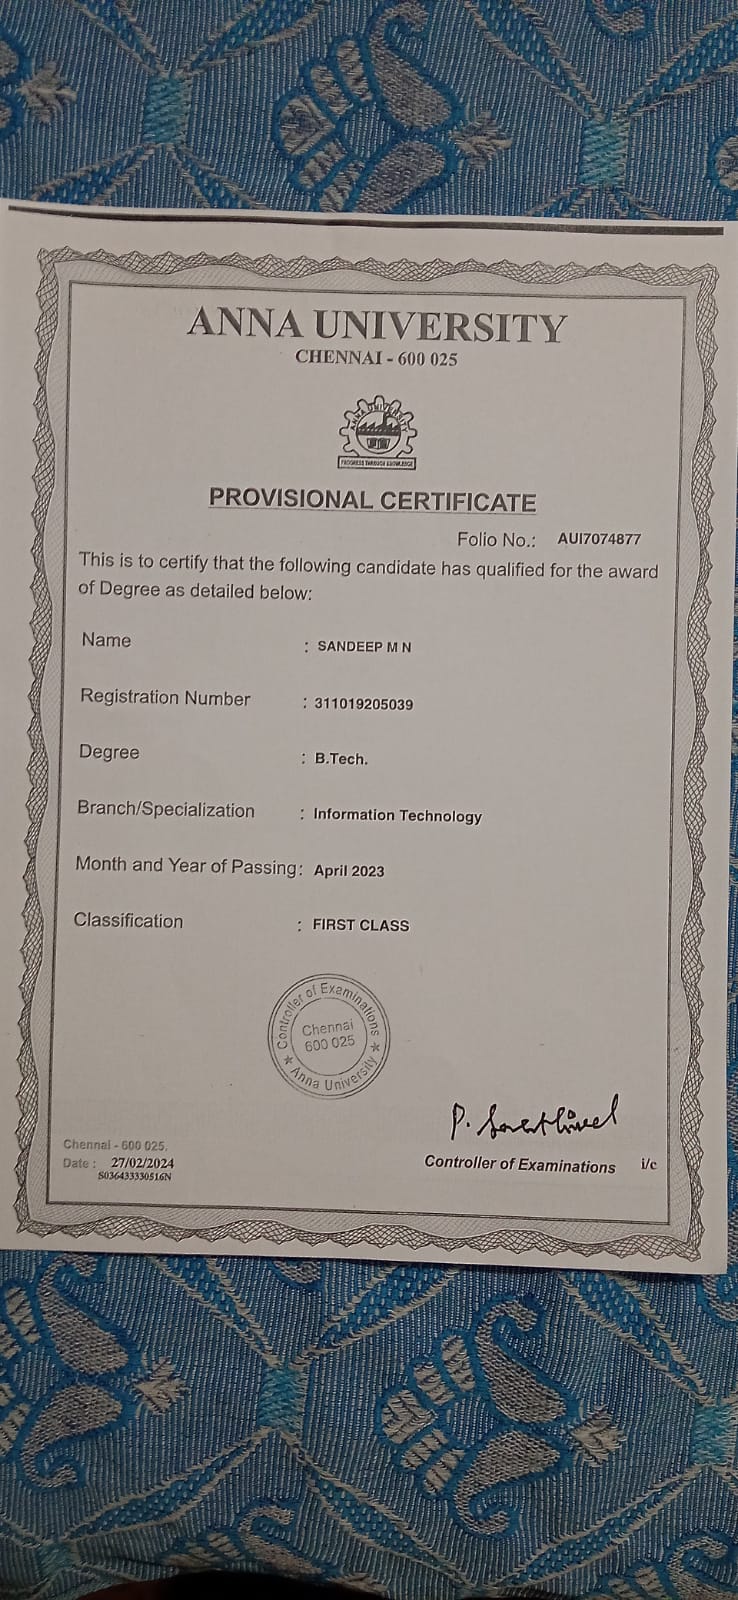 ANNA UNIVERSITY
CHENNAI - 600 025
ANNA UNIVERSITY
PROGRESS THROUGH KNOWLEDGE
PROVISIONAL CERTIFICATE
Folio No.: AUI7074877
This is to certify that the following candidate has qualified for the award
of Degree as detailed below:
Name : SANDEEP M N
Registration Number : 311019205039
Degree : B.Tech.
Branch/Specialization : Information Technology
Month and Year of Passing: April 2023
Classification : FIRST CLASS
Controller of Examinations
Chennai
600 025
★ Anna University ★
P.
Chennai - 600 025.
Date : 27/02/2024
S036433330516N
Controller of Examinations i/c